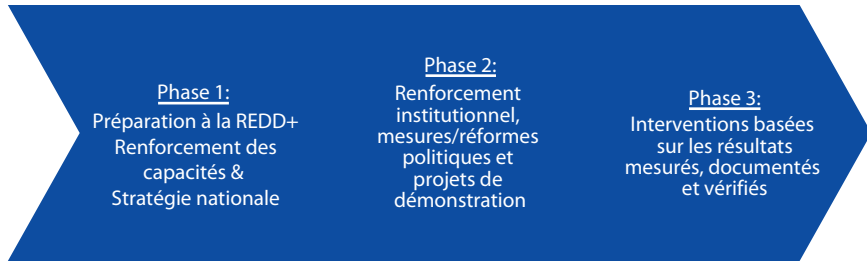 Phase 1:
Préparation à la REDD+
Renforcement des
capacités &
Stratégie nationale
Phase 2:
Renforcement
institutionnel,
mesures/réformes
politiques et
projets de
démonstration
Phase 3:
Interventions basées
sur les résultats
mesurés, documentés
et vérifiés